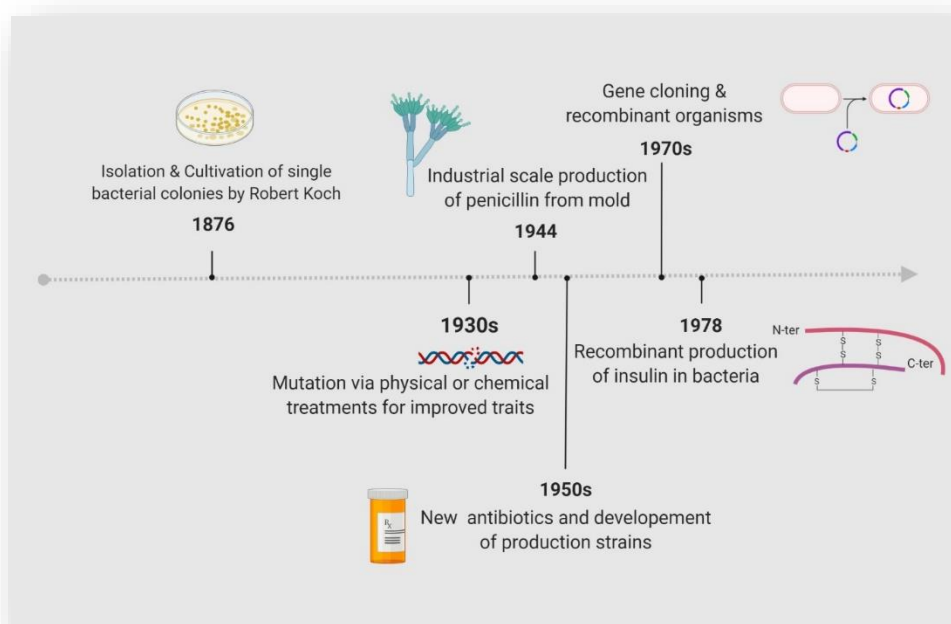 Isolation & Cultivation of single
bacterial colonies by Robert Koch
1876
Industrial scale production
of penicillin from mold
1944
Gene cloning &
recombinant organisms
1970s
1930s
Mutation via physical or chemical
treatments for improved traits
1950s
New antibiotics and developement
of production strains
Rx
1978
Recombinant production
of insulin in bacteria
N-ter
S
S
S
S
C-ter
S
S